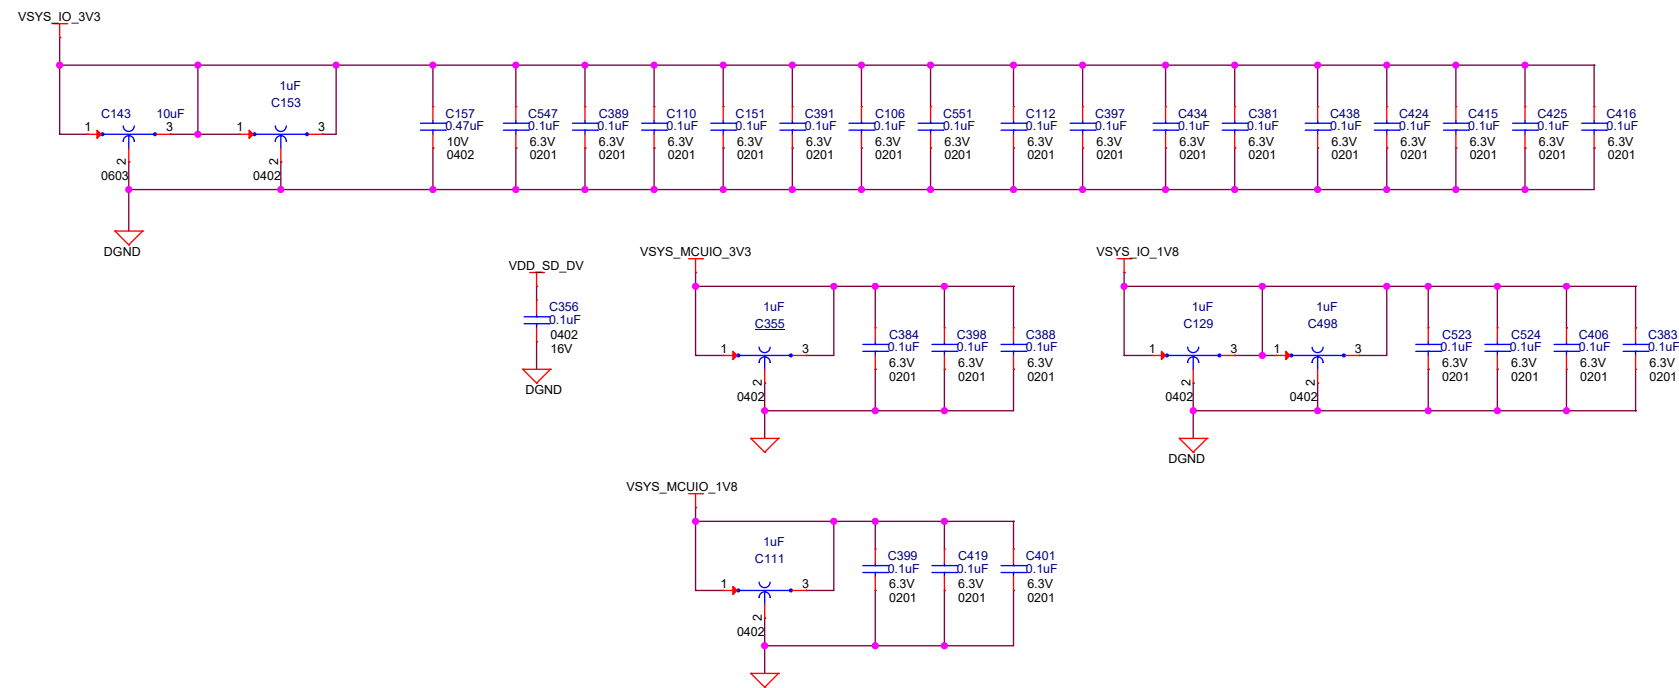 VSYS_IO_3V3
1uF
C153
C143
10uF
1
3
1
3
2
0603
2
0402
C157
0.47uF
10V
0402
C547
0.1uF
6.3V
0201
C389
0.1uF
6.3V
0201
C110
0.1uF
6.3V
0201
C151
0.1uF
6.3V
0201
C391
0.1uF
6.3V
0201
C106
0.1uF
6.3V
0201
C551
0.1uF
6.3V
0201
C112
0.1uF
6.3V
0201
C397
0.1uF
6.3V
0201
C434
0.1uF
6.3V
0201
C381
0.1uF
6.3V
0201
C438
0.1uF
6.3V
0201
C424
0.1uF
6.3V
0201
C415
0.1uF
6.3V
0201
C425
0.1uF
6.3V
0201
C416
0.1uF
6.3V
0201
DGND
VDD_SD_DV
C356
0.1uF
0402
16V
DGND
VSYS_MCUIO_3V3
1uF
C355
1
3
2
0402
C384
0.1uF
6.3V
0201
C398
0.1uF
6.3V
0201
C388
0.1uF
6.3V
0201
VSYS_IO_1V8
1uF
C129
1
3
2
0402
1uF
C498
1
3
2
0402
C523
0.1uF
6.3V
0201
C524
0.1uF
6.3V
0201
C406
0.1uF
6.3V
0201
C383
0.1uF
6.3V
0201
DGND
VSYS_MCUIO_1V8
1uF
C111
1
3
2
0402
C399
0.1uF
6.3V
0201
C419
0.1uF
6.3V
0201
C401
0.1uF
6.3V
0201